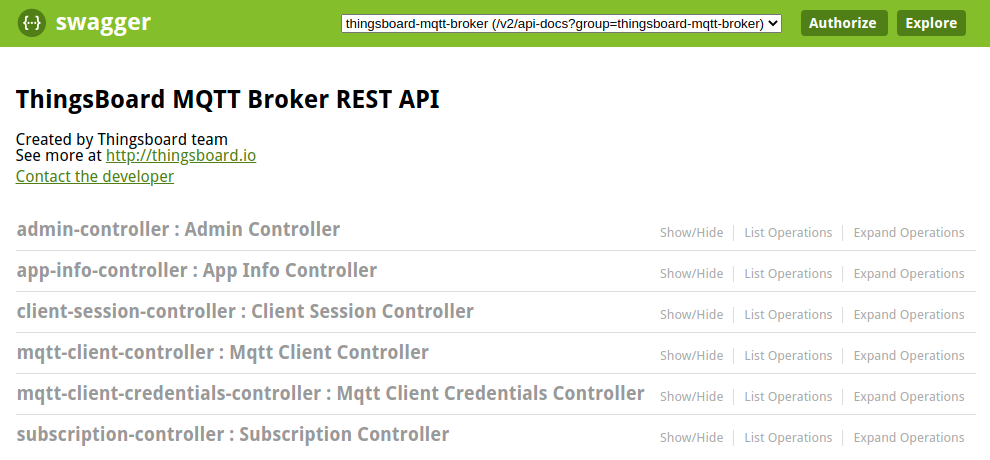 {···} swagger thingsboard-mqtt-broker (/v2/api-docs?group=thingsboard-mqtt-broker) Authorize Explore
ThingsBoard MQTT Broker REST API
Created by Thingsboard team
See more at http://thingsboard.io
Contact the developer
admin-controller : Admin Controller Show/Hide List Operations Expand Operations
app-info-controller : App Info Controller Show/Hide List Operations Expand Operations
client-session-controller : Client Session Controller Show/Hide List Operations Expand Operations
mqtt-client-controller : Mqtt Client Controller Show/Hide List Operations Expand Operations
mqtt-client-credentials-controller : Mqtt Client Credentials Controller Show/Hide List Operations Expand Operations
subscription-controller : Subscription Controller Show/Hide List Operations Expand Operations